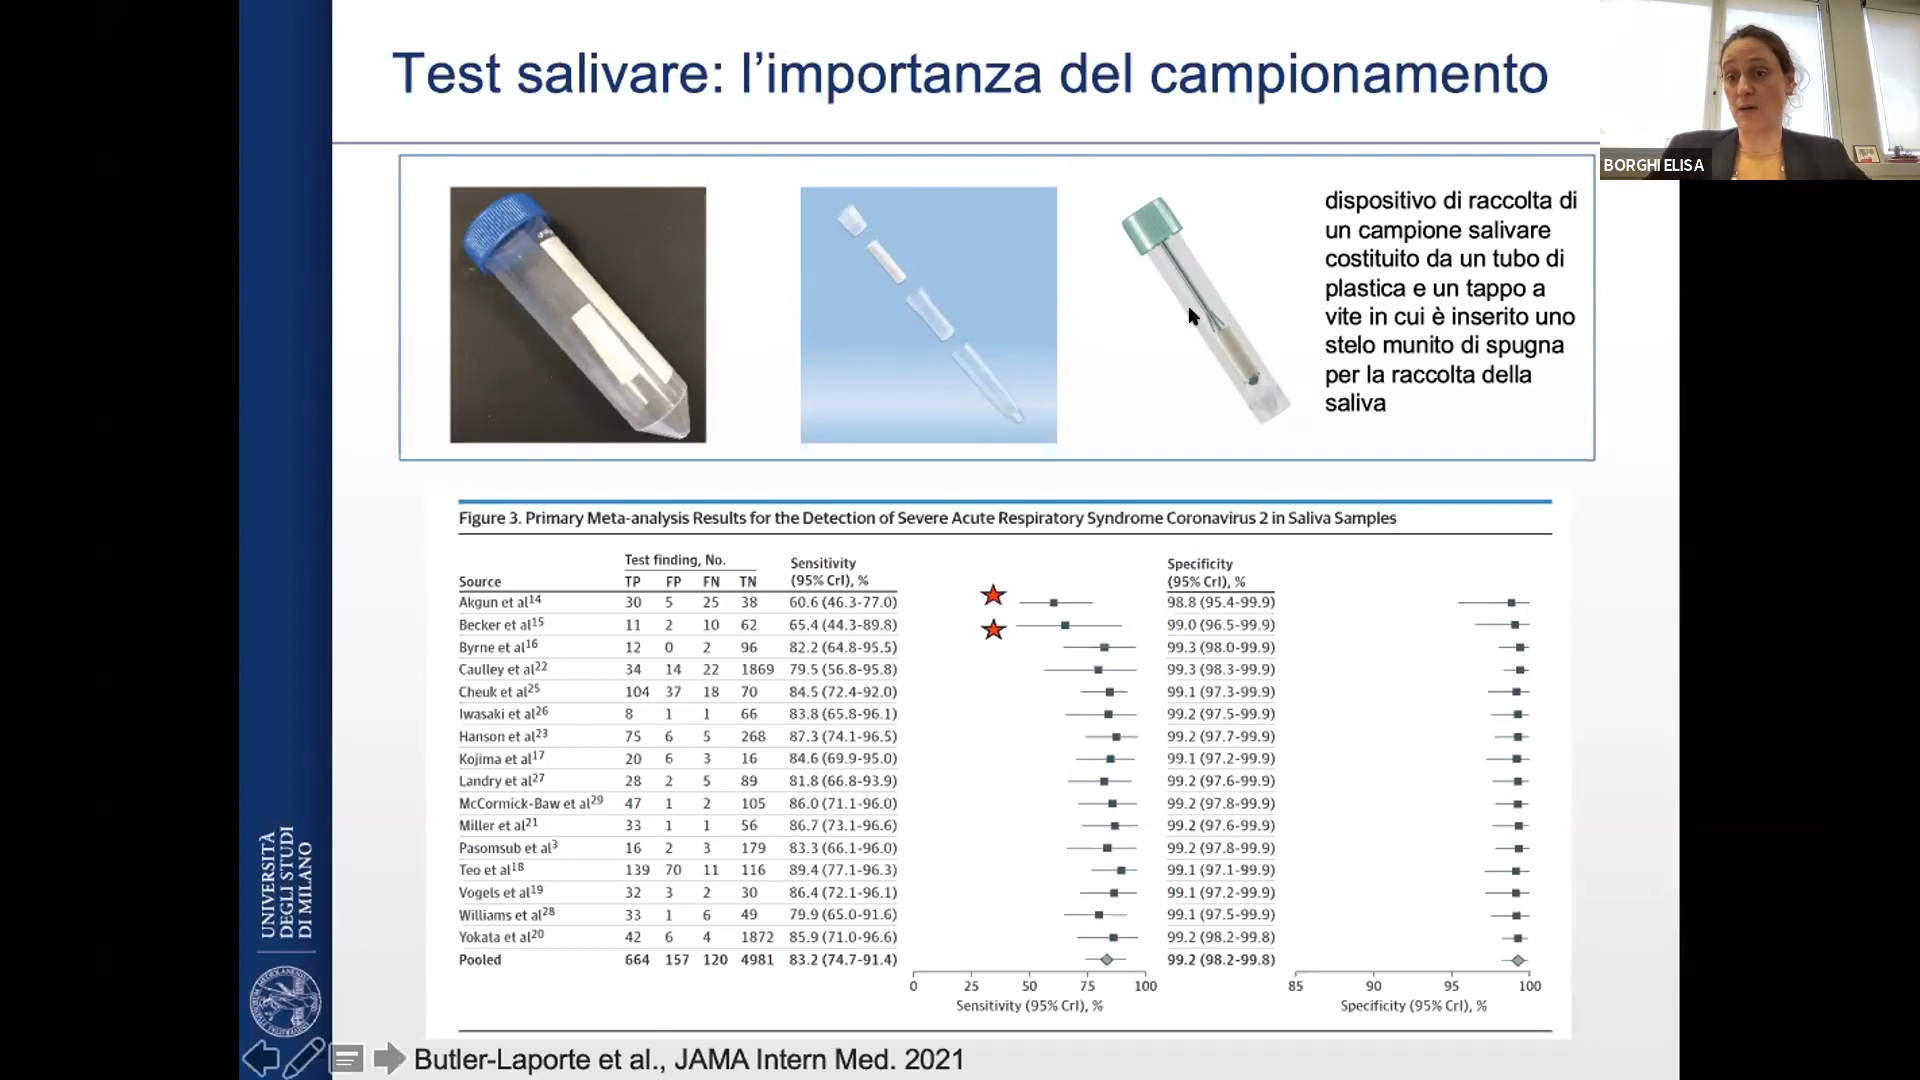 Test salivare: l’importanza del campionamento
BORGHI ELISA
dispositivo di raccolta di
un campione salivare
costituito da un tubo di
plastica e un tappo a
vite in cui è inserito uno
stelo munito di spugna
per la raccolta della
saliva
Figure 3. Primary Meta-analysis Results for the Detection of Severe Acute Respiratory Syndrome Coronavirus 2 in Saliva Samples
Test finding, No. Sensitivity Specificity
Source TP FP FN TN (95% CrI), % (95% CrI), %
Akgun et al14 30 5 25 38 60.6 (46.3-77.0) 98.8 (95.4-99.9)
Becker et al15 11 2 10 62 65.4 (44.3-89.8) 99.0 (96.5-99.9)
Byrne et al16 12 0 2 96 82.2 (64.8-95.5) 99.3 (98.0-99.9)
Caulley et al22 34 14 22 1869 79.5 (56.8-95.8) 99.3 (98.3-99.9)
Cheuk et al25 104 37 18 70 84.5 (72.4-92.0) 99.1 (97.3-99.9)
Iwasaki et al26 8 1 1 66 83.8 (65.8-96.1) 99.2 (97.5-99.9)
Hanson et al23 75 6 5 268 87.3 (74.1-96.5) 99.2 (97.7-99.9)
Kojima et al17 20 6 3 16 84.6 (69.9-95.0) 99.1 (97.2-99.9)
Landry et al27 28 2 5 89 81.8 (66.8-93.9) 99.2 (97.6-99.9)
McCormick-Baw et al29 47 1 2 105 86.0 (71.1-96.0) 99.2 (97.8-99.9)
Miller et al21 33 1 1 56 86.7 (73.1-96.6) 99.2 (97.6-99.9)
Pasomsub et al3 16 2 3 179 83.3 (66.1-96.0) 99.2 (97.8-99.9)
Teo et al18 139 70 11 116 89.4 (77.1-96.3) 99.1 (97.1-99.9)
Vogels et al19 32 3 2 30 86.4 (72.1-96.1) 99.1 (97.2-99.9)
Williams et al28 33 1 6 49 79.9 (65.0-91.6) 99.1 (97.5-99.9)
Yokata et al20 42 6 4 1872 85.9 (71.0-96.6) 99.2 (98.2-99.8)
Pooled 664 157 120 4981 83.2 (74.7-91.4) 99.2 (98.2-99.8)
0 25 50 75 100 85 90 95 100
Sensitivity (95% CrI), % Specificity (95% CrI), %
UNIVERSITÀ
DEGLI STUDI
DI MILANO
Butler-Laporte et al., JAMA Intern Med. 2021